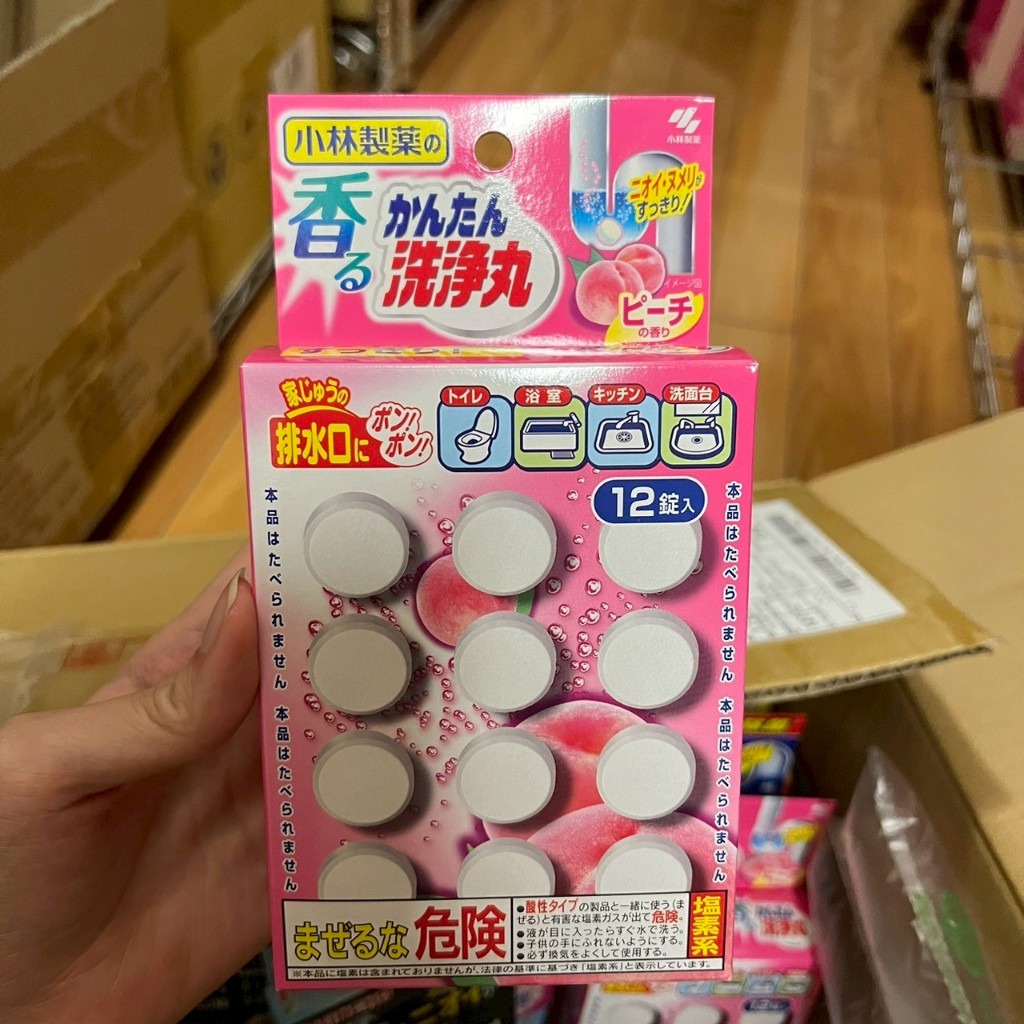 小林製薬の
香る
かんたん
洗浄丸
小林製薬
ニオイ・ヌメリが
すっきり!
イメージ図
ピーチ
の香り
家じゅうの
排水口に
ポン!
ポン!
トイレ
浴室
キッチン
洗面台
12錠入
本品はたべられません
本品はたべられません
本品はたべられません
本品はたべられません
まぜるな
危険
●酸性タイプの製品と一緒に使う(ま
ぜる)と有害な塩素ガスが出て危険。
●液が目に入ったらすぐ水で洗う。
●子供の手にふれないようにする。
●必ず換気をよくして使用する。
塩素系
※本品に塩素は含まれておりませんが、法律の基準に基づき「塩素系」と表示しています。